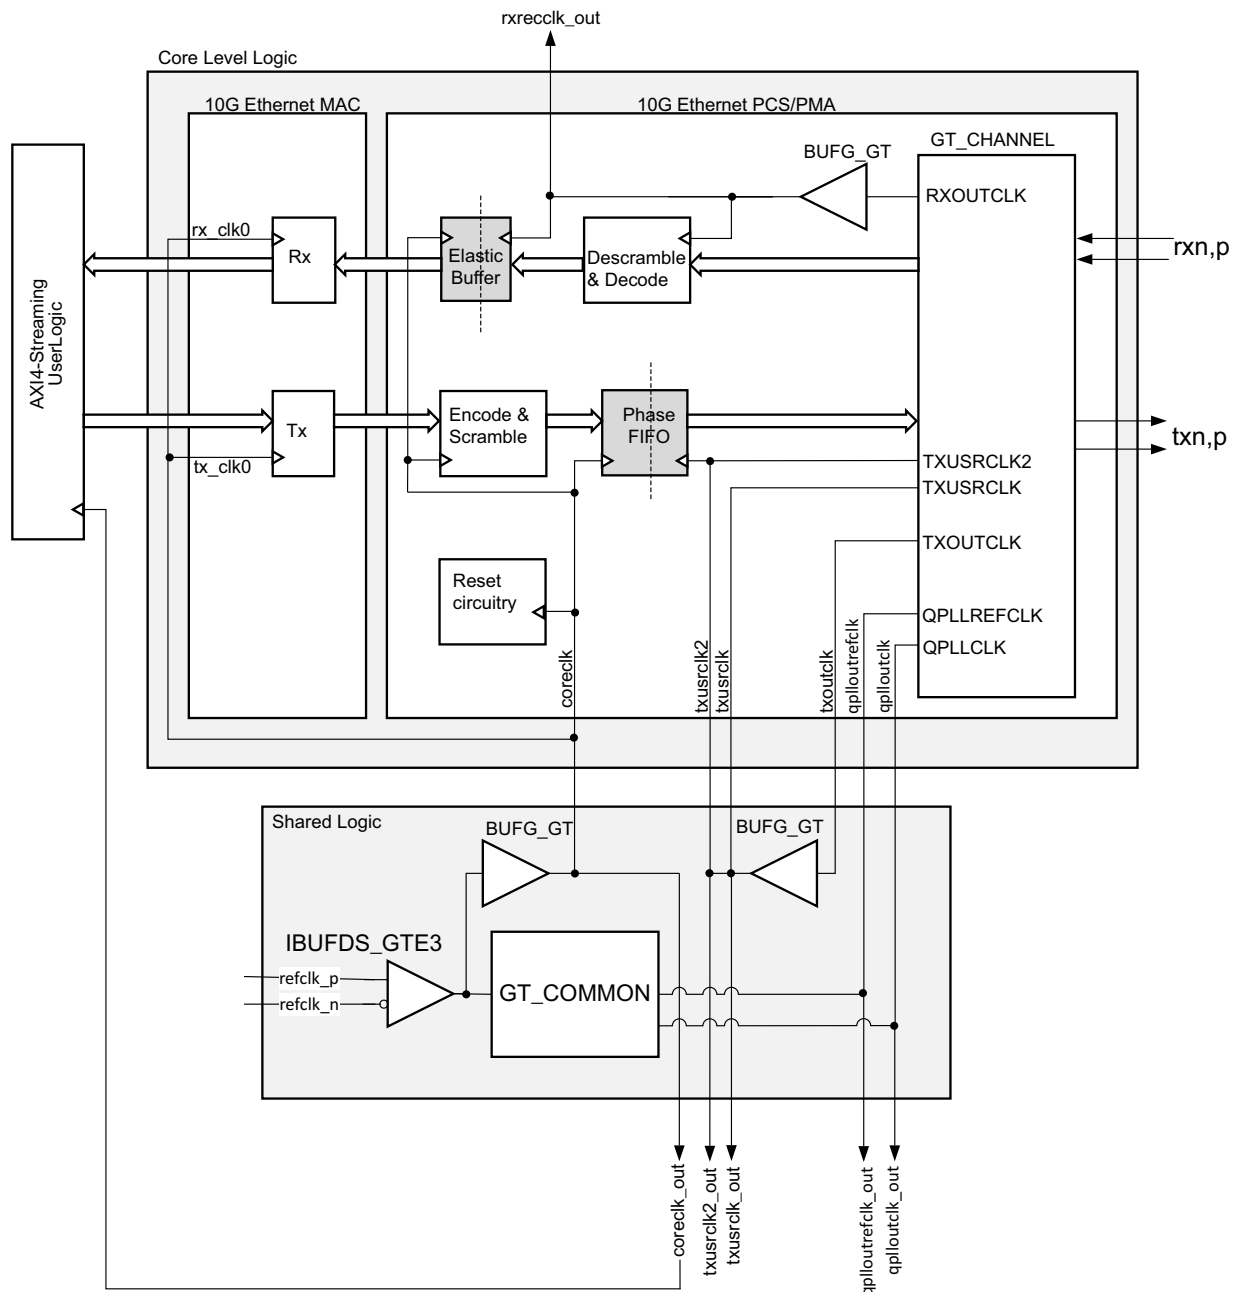 rxrecclk_out
Core Level Logic
10G Ethernet MAC
10G Ethernet PCS/PMA
GT_CHANNEL
BUFG_GT
RXOUTCLK
rx_clk0
Rx
Elastic
Buffer
Descramble
& Decode
rxn,p
AXI4-Streaming
UserLogic
Tx
tx_clk0
Encode &
Scramble
Phase
FIFO
txn,p
TXUSRCLK2
TXUSRCLK
TXOUTCLK
Reset
circuitry
QPLLREFCLK
QPLLCLK
coreclk
txusrclk2
txusrclk
txoutclk
qplloutrefclk
qplloutclk
Shared Logic
BUFG_GT
BUFG_GT
IBUFDS_GTE3
refclk_p
refclk_n
GT_COMMON
coreclk_out
txusrclk2_out
txusrclk_out
qplloutrefclk_out
qplloutclk_out